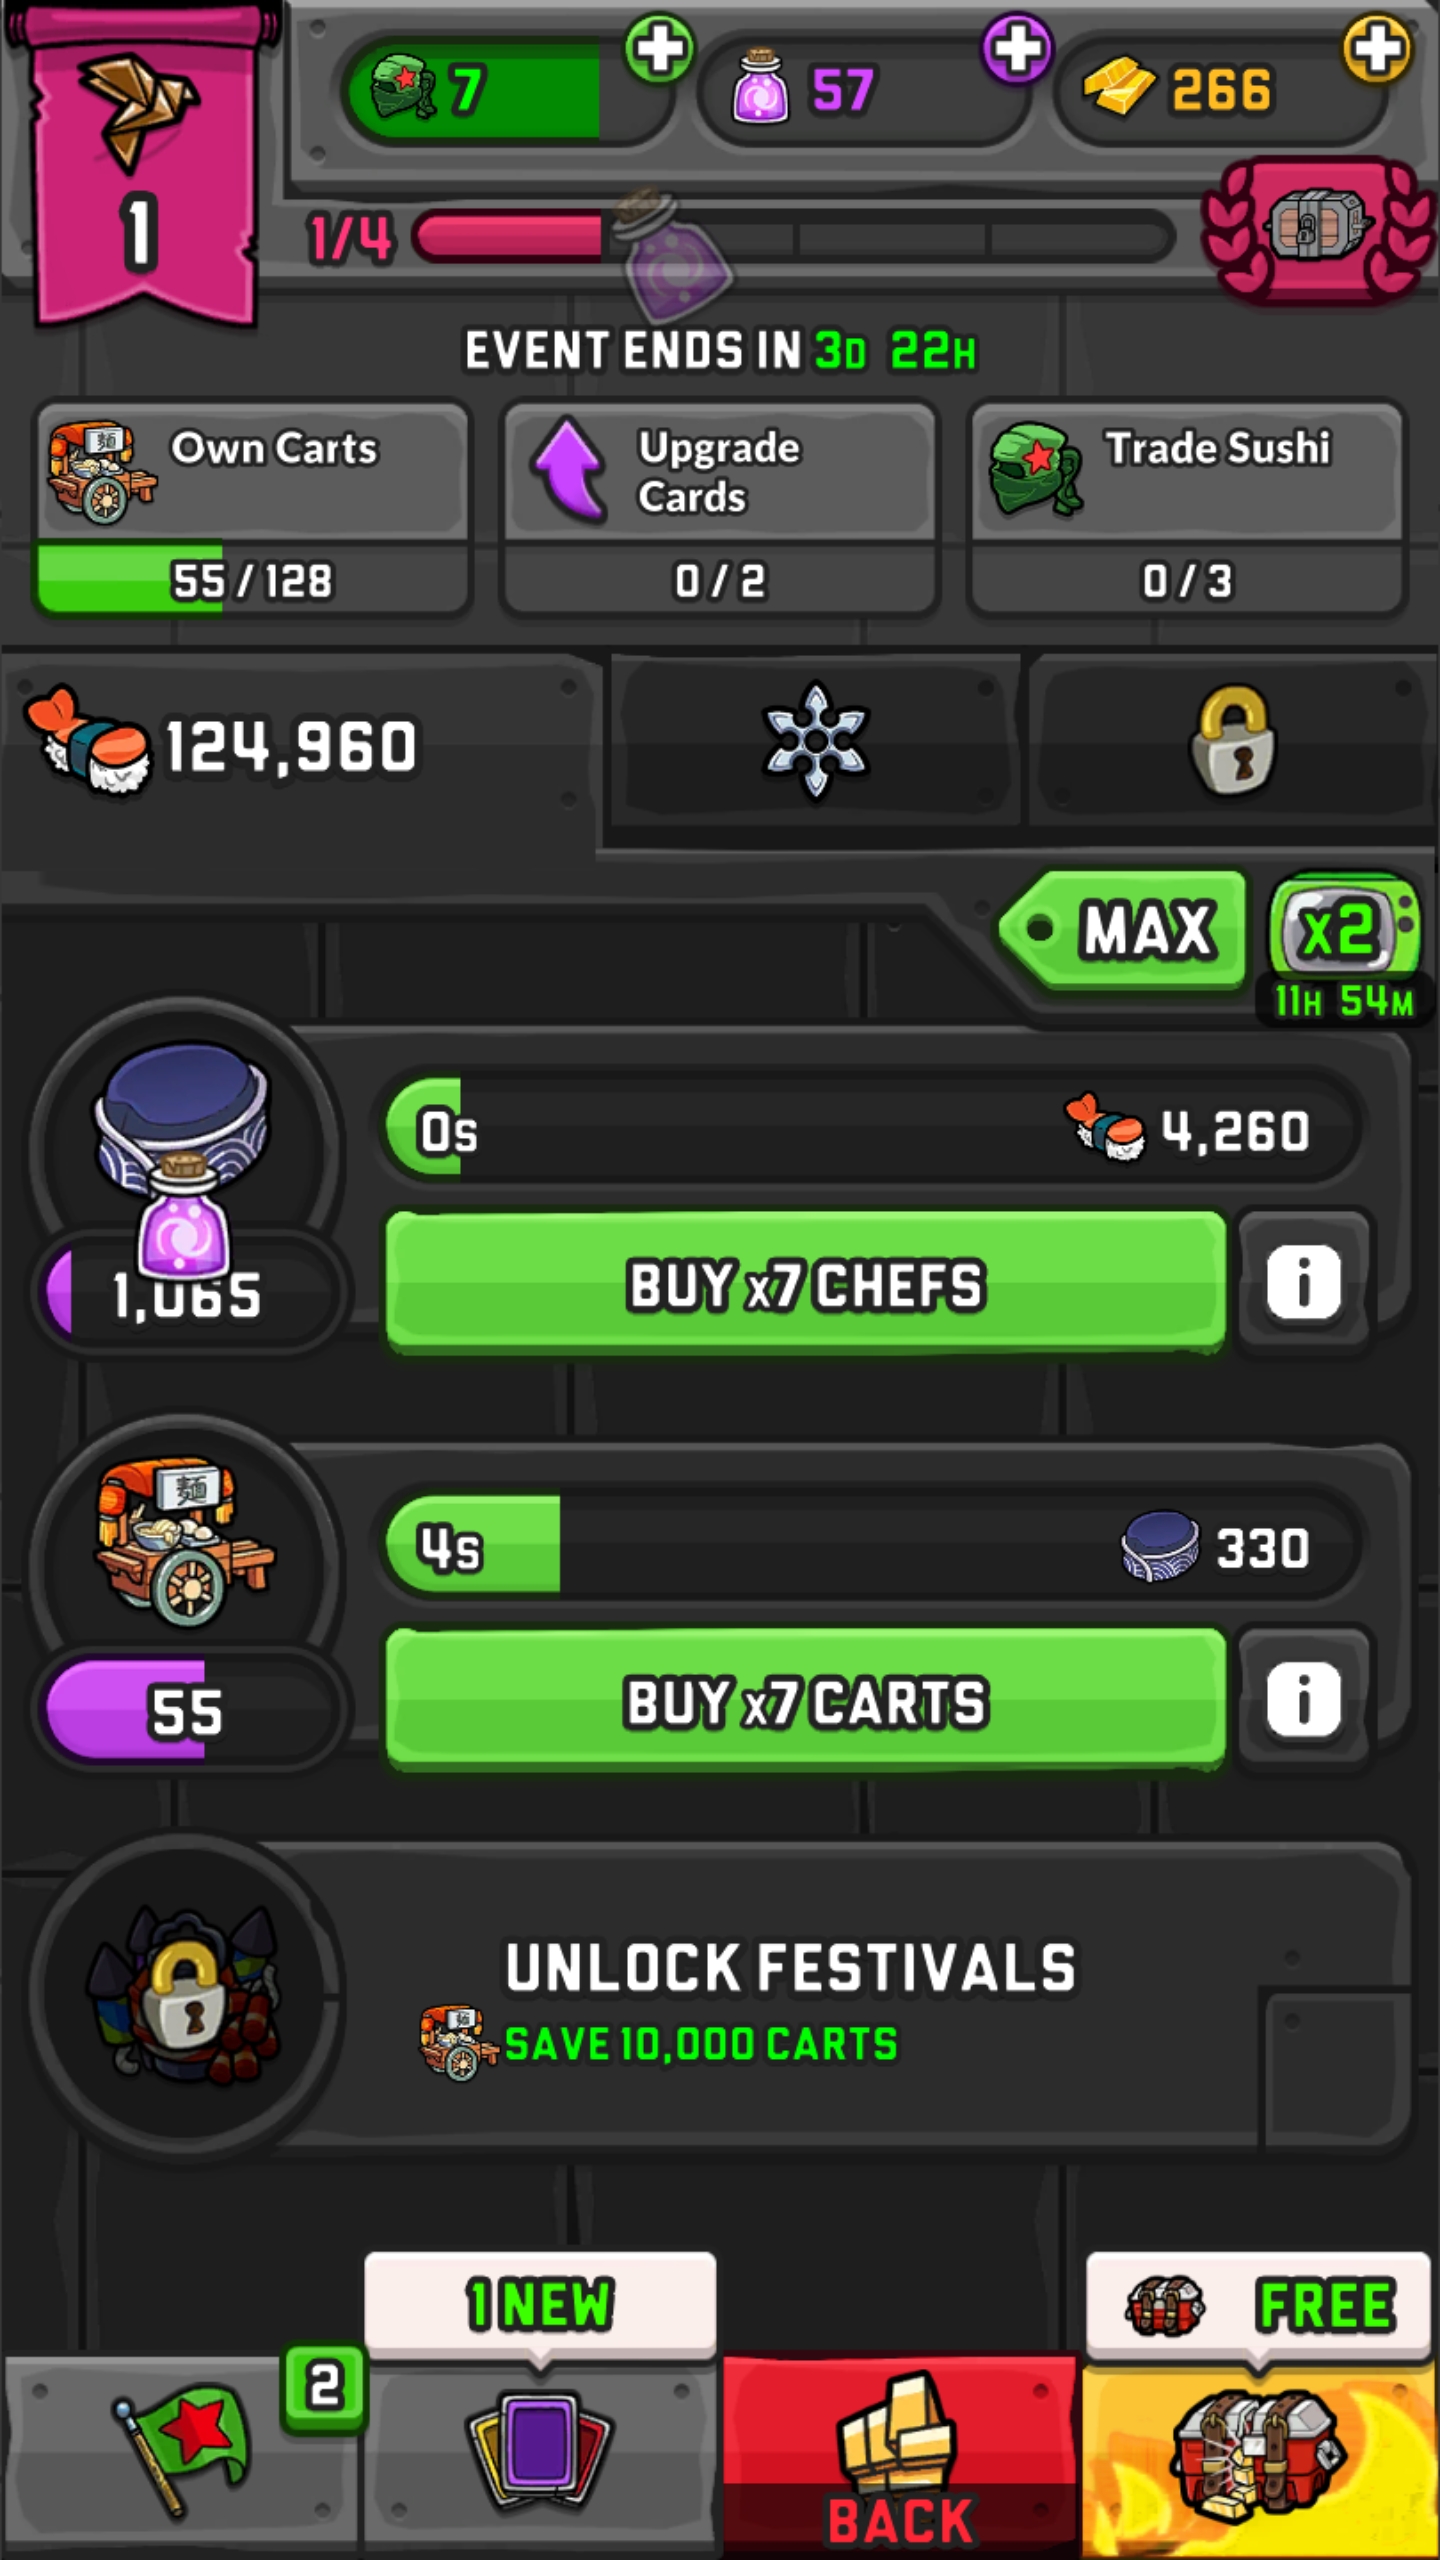 7
57
266
1
1/4
EVENT ENDS IN 3D 22H
Own Carts
55 / 128
Upgrade
Cards
0 / 2
Trade Sushi
0 / 3
124,960
MAX
x2
11H 54M
0s
4,260
1,065
BUY x7 CHEFS
i
麺
4s
330
55
BUY x7 CARTS
i
UNLOCK FESTIVALS
SAVE 10,000 CARTS
1 NEW
FREE
2
BACK